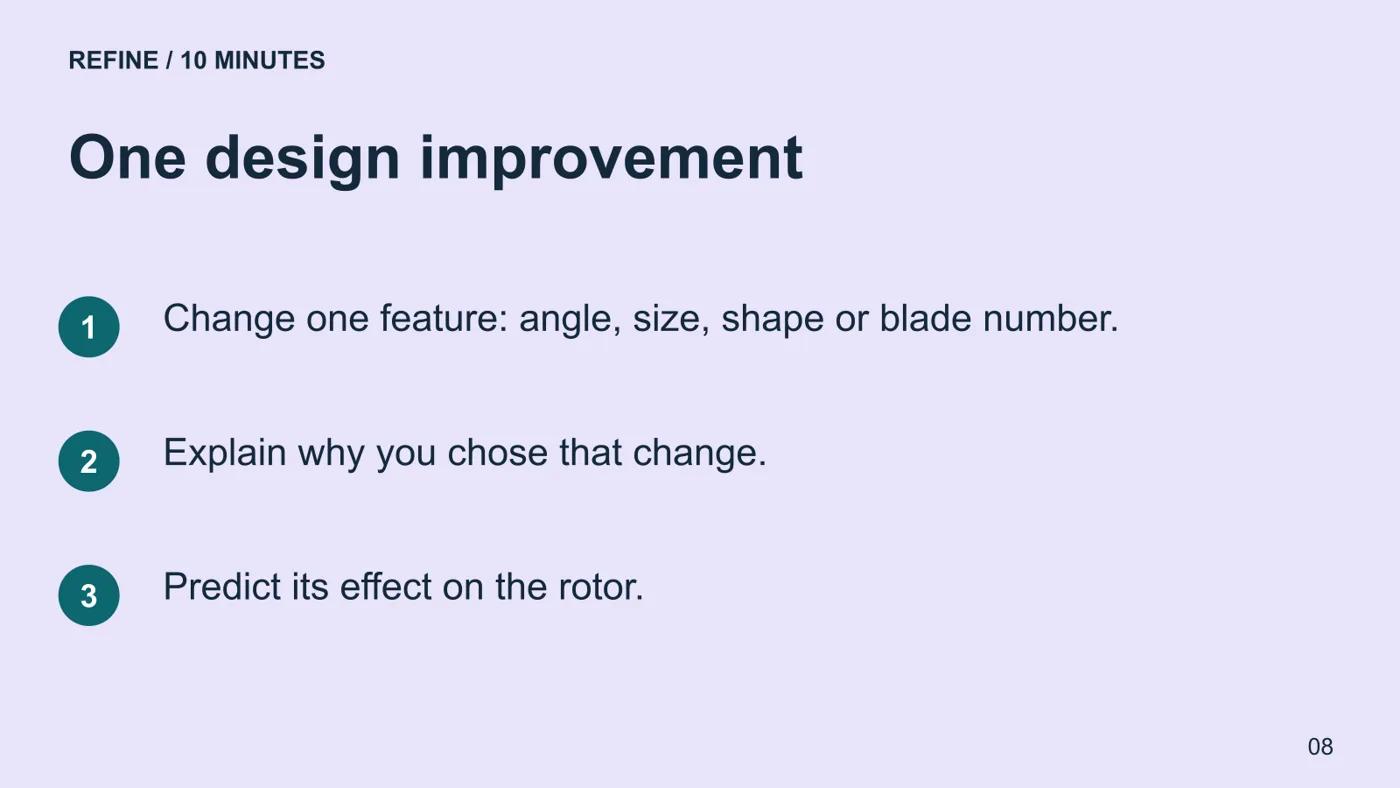 REFINE / 10 MINUTES
One design improvement
1 Change one feature: angle, size, shape or blade number.
2 Explain why you chose that change.
3 Predict its effect on the rotor.
08